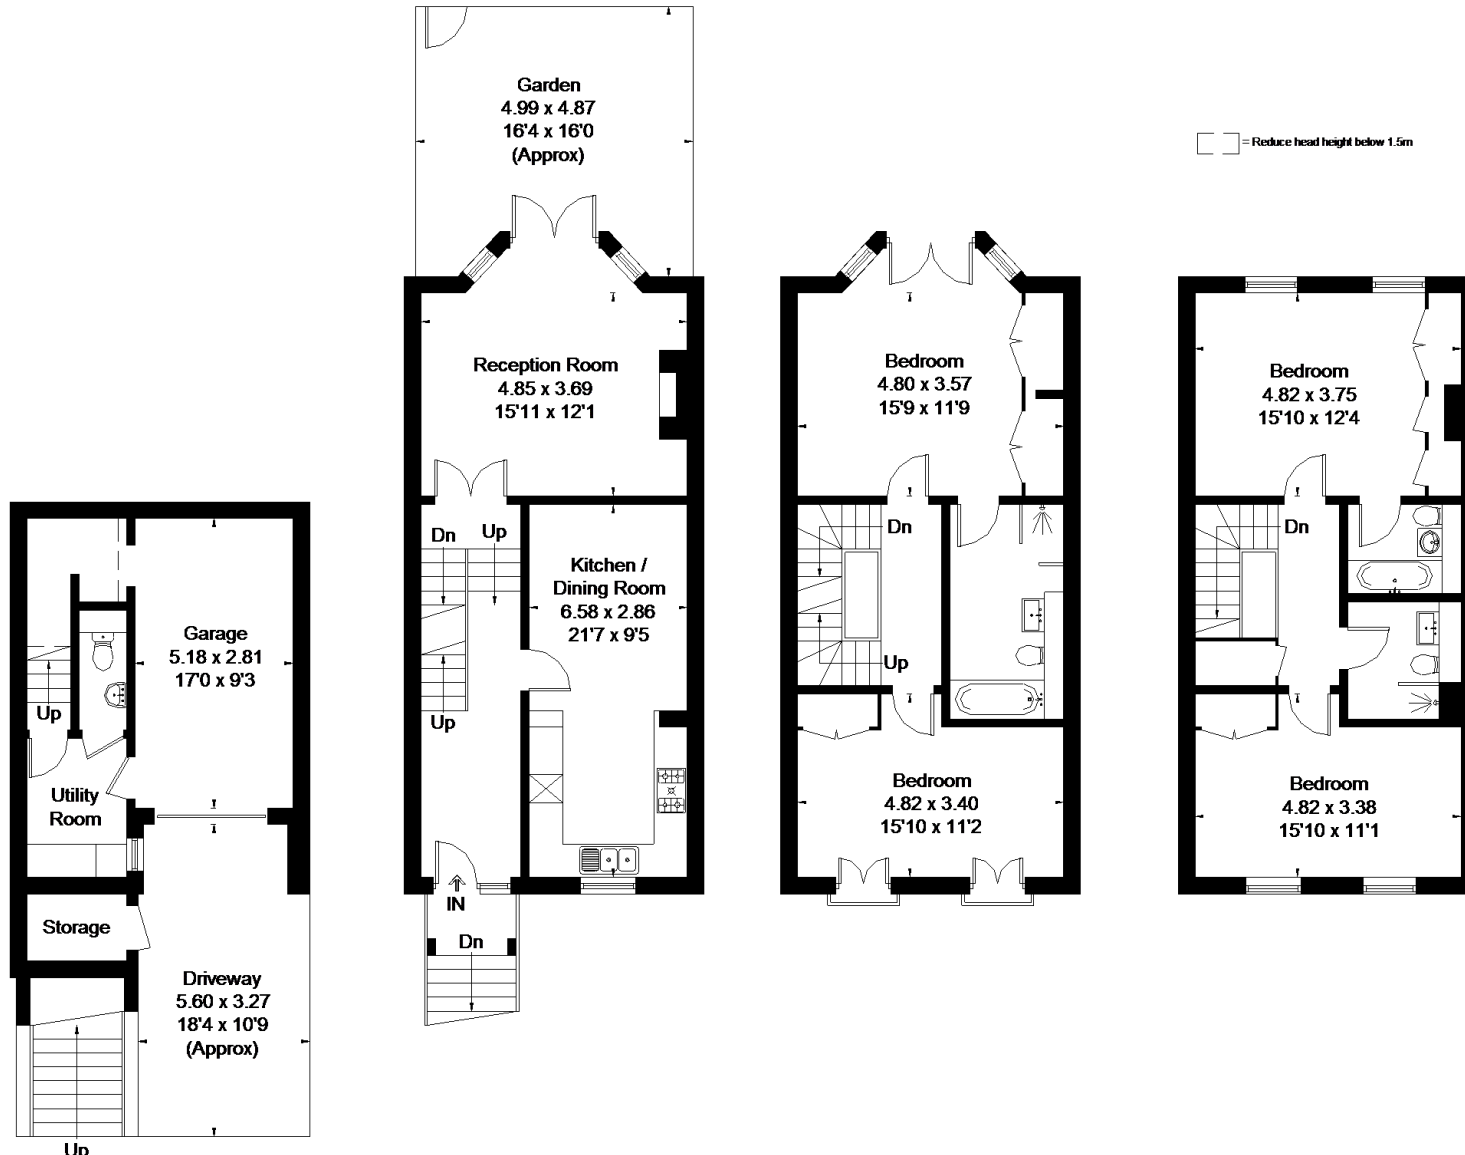 Garden
4.99 x 4.87
16'4 x 16'0
(Approx)
= Reduce head height below 1.5m
Reception Room
4.85 x 3.69
15'11 x 12'1
Bedroom
4.80 x 3.57
15'9 x 11'9
Bedroom
4.82 x 3.75
15'10 x 12'4
Dn
Up
Kitchen /
Dining Room
6.58 x 2.86
21'7 x 9'5
Up
IN
Dn
Dn
Up
Bedroom
4.82 x 3.40
15'10 x 11'2
Dn
Bedroom
4.82 x 3.38
15'10 x 11'1
Garage
5.18 x 2.81
17'0 x 9'3
Up
Utility
Room
Storage
Driveway
5.60 x 3.27
18'4 x 10'9
(Approx)
Up